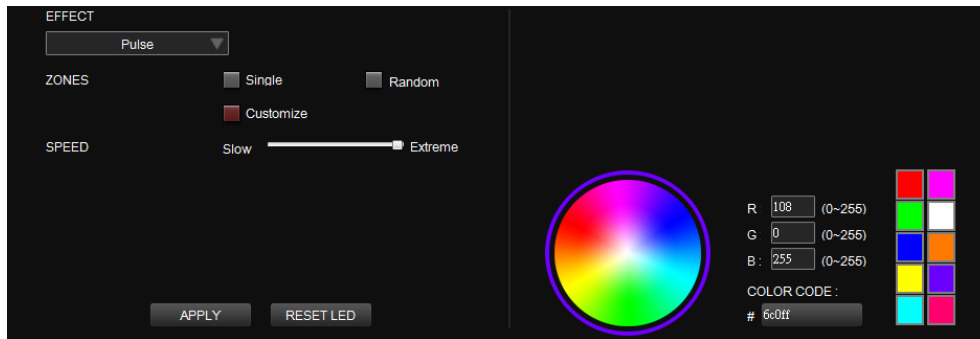 EFFECT
Pulse
ZONES
Single
Random
Customize
SPEED
Slow
Extreme
R : 108 (0~255)
G : 0 (0~255)
B : 255 (0~255)
COLOR CODE :
# 6c0ff
APPLY
RESET LED